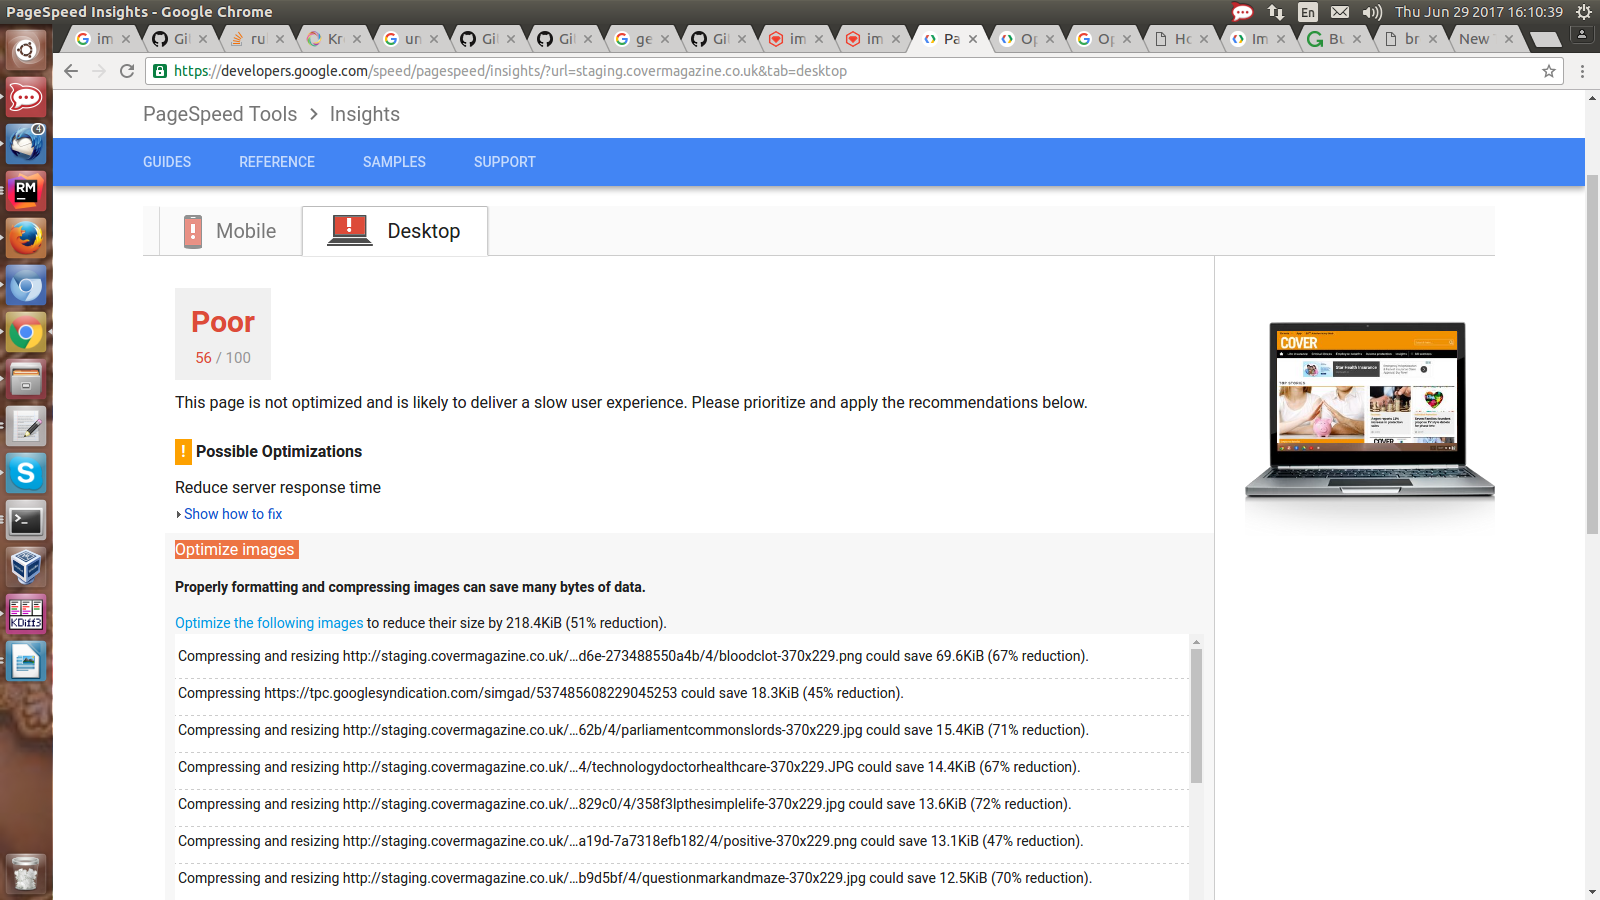 PageSpeed Insights - Google Chrome
En
Thu Jun 29 2017 16:10:39
im
Gi
ru
Kr
ur
Gi
Gi
ge
Gi
im
im
Pa
O
O
Ho
Im
Bu
br
New
https://developers.google.com/speed/pagespeed/insights/?url=staging.covermagazine.co.uk&tab=desktop
PageSpeed Tools > Insights
GUIDES
REFERENCE
SAMPLES
SUPPORT
Mobile
Desktop
Poor
56 / 100
This page is not optimized and is likely to deliver a slow user experience. Please prioritize and apply the recommendations below.
! Possible Optimizations
Reduce server response time
Show how to fix
Optimize images
Properly formatting and compressing images can save many bytes of data.
Optimize the following images to reduce their size by 218.4KiB (51% reduction).
Compressing and resizing http://staging.covermagazine.co.uk/…d6e-273488550a4b/4/bloodclot-370x229.png could save 69.6KiB (67% reduction).
Compressing https://tpc.googlesyndication.com/simgad/537485608229045253 could save 18.3KiB (45% reduction).
Compressing and resizing http://staging.covermagazine.co.uk/…62b/4/parliamentcommonslords-370x229.jpg could save 15.4KiB (71% reduction).
Compressing and resizing http://staging.covermagazine.co.uk/…4/technologydoctorhealthcare-370x229.JPG could save 14.4KiB (67% reduction).
Compressing and resizing http://staging.covermagazine.co.uk/…829c0/4/358f3lpthesimplelife-370x229.jpg could save 13.6KiB (72% reduction).
Compressing and resizing http://staging.covermagazine.co.uk/…a19d-7a7318efb182/4/positive-370x229.png could save 13.1KiB (47% reduction).
Compressing and resizing http://staging.covermagazine.co.uk/…b9d5bf/4/questionmarkandmaze-370x229.jpg could save 12.5KiB (70% reduction).
COVER
Star Health Insurance
TOP STORIES
4
RM
S
>_
KDiff3